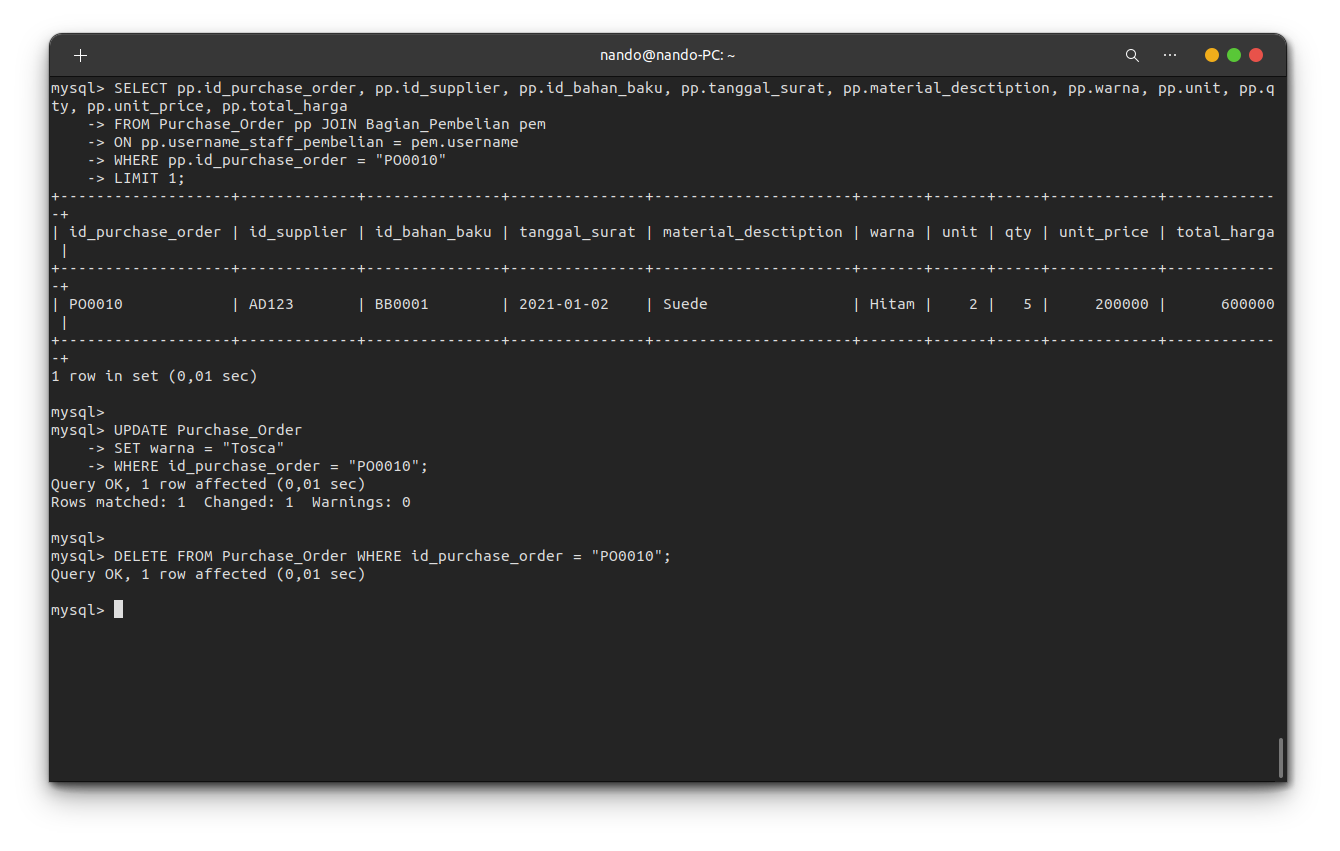 nando@nando-PC: ~
mysql> SELECT pp.id_purchase_order, pp.id_supplier, pp.id_bahan_baku, pp.tanggal_surat, pp.material_desctiption, pp.warna, pp.unit, pp.q
ty, pp.unit_price, pp.total_harga
    -> FROM Purchase_Order pp JOIN Bagian_Pembelian pem
    -> ON pp.username_staff_pembelian = pem.username
    -> WHERE pp.id_purchase_order = "PO0010"
    -> LIMIT 1;
+-------------------+-------------+---------------+---------------+----------------------+-------+------+-----+------------+------------
-+
| id_purchase_order | id_supplier | id_bahan_baku | tanggal_surat | material_desctiption | warna | unit | qty | unit_price | total_harga
 |
+-------------------+-------------+---------------+---------------+----------------------+-------+------+-----+------------+------------
-+
| PO0010            | AD123       | BB0001        | 2021-01-02    | Suede                | Hitam |    2 |   5 |     200000 |      600000
 |
+-------------------+-------------+---------------+---------------+----------------------+-------+------+-----+------------+------------
-+
1 row in set (0,01 sec)
mysql>
mysql> UPDATE Purchase_Order
    -> SET warna = "Tosca"
    -> WHERE id_purchase_order = "PO0010";
Query OK, 1 row affected (0,01 sec)
Rows matched: 1  Changed: 1  Warnings: 0
mysql>
mysql> DELETE FROM Purchase_Order WHERE id_purchase_order = "PO0010";
Query OK, 1 row affected (0,01 sec)
mysql>